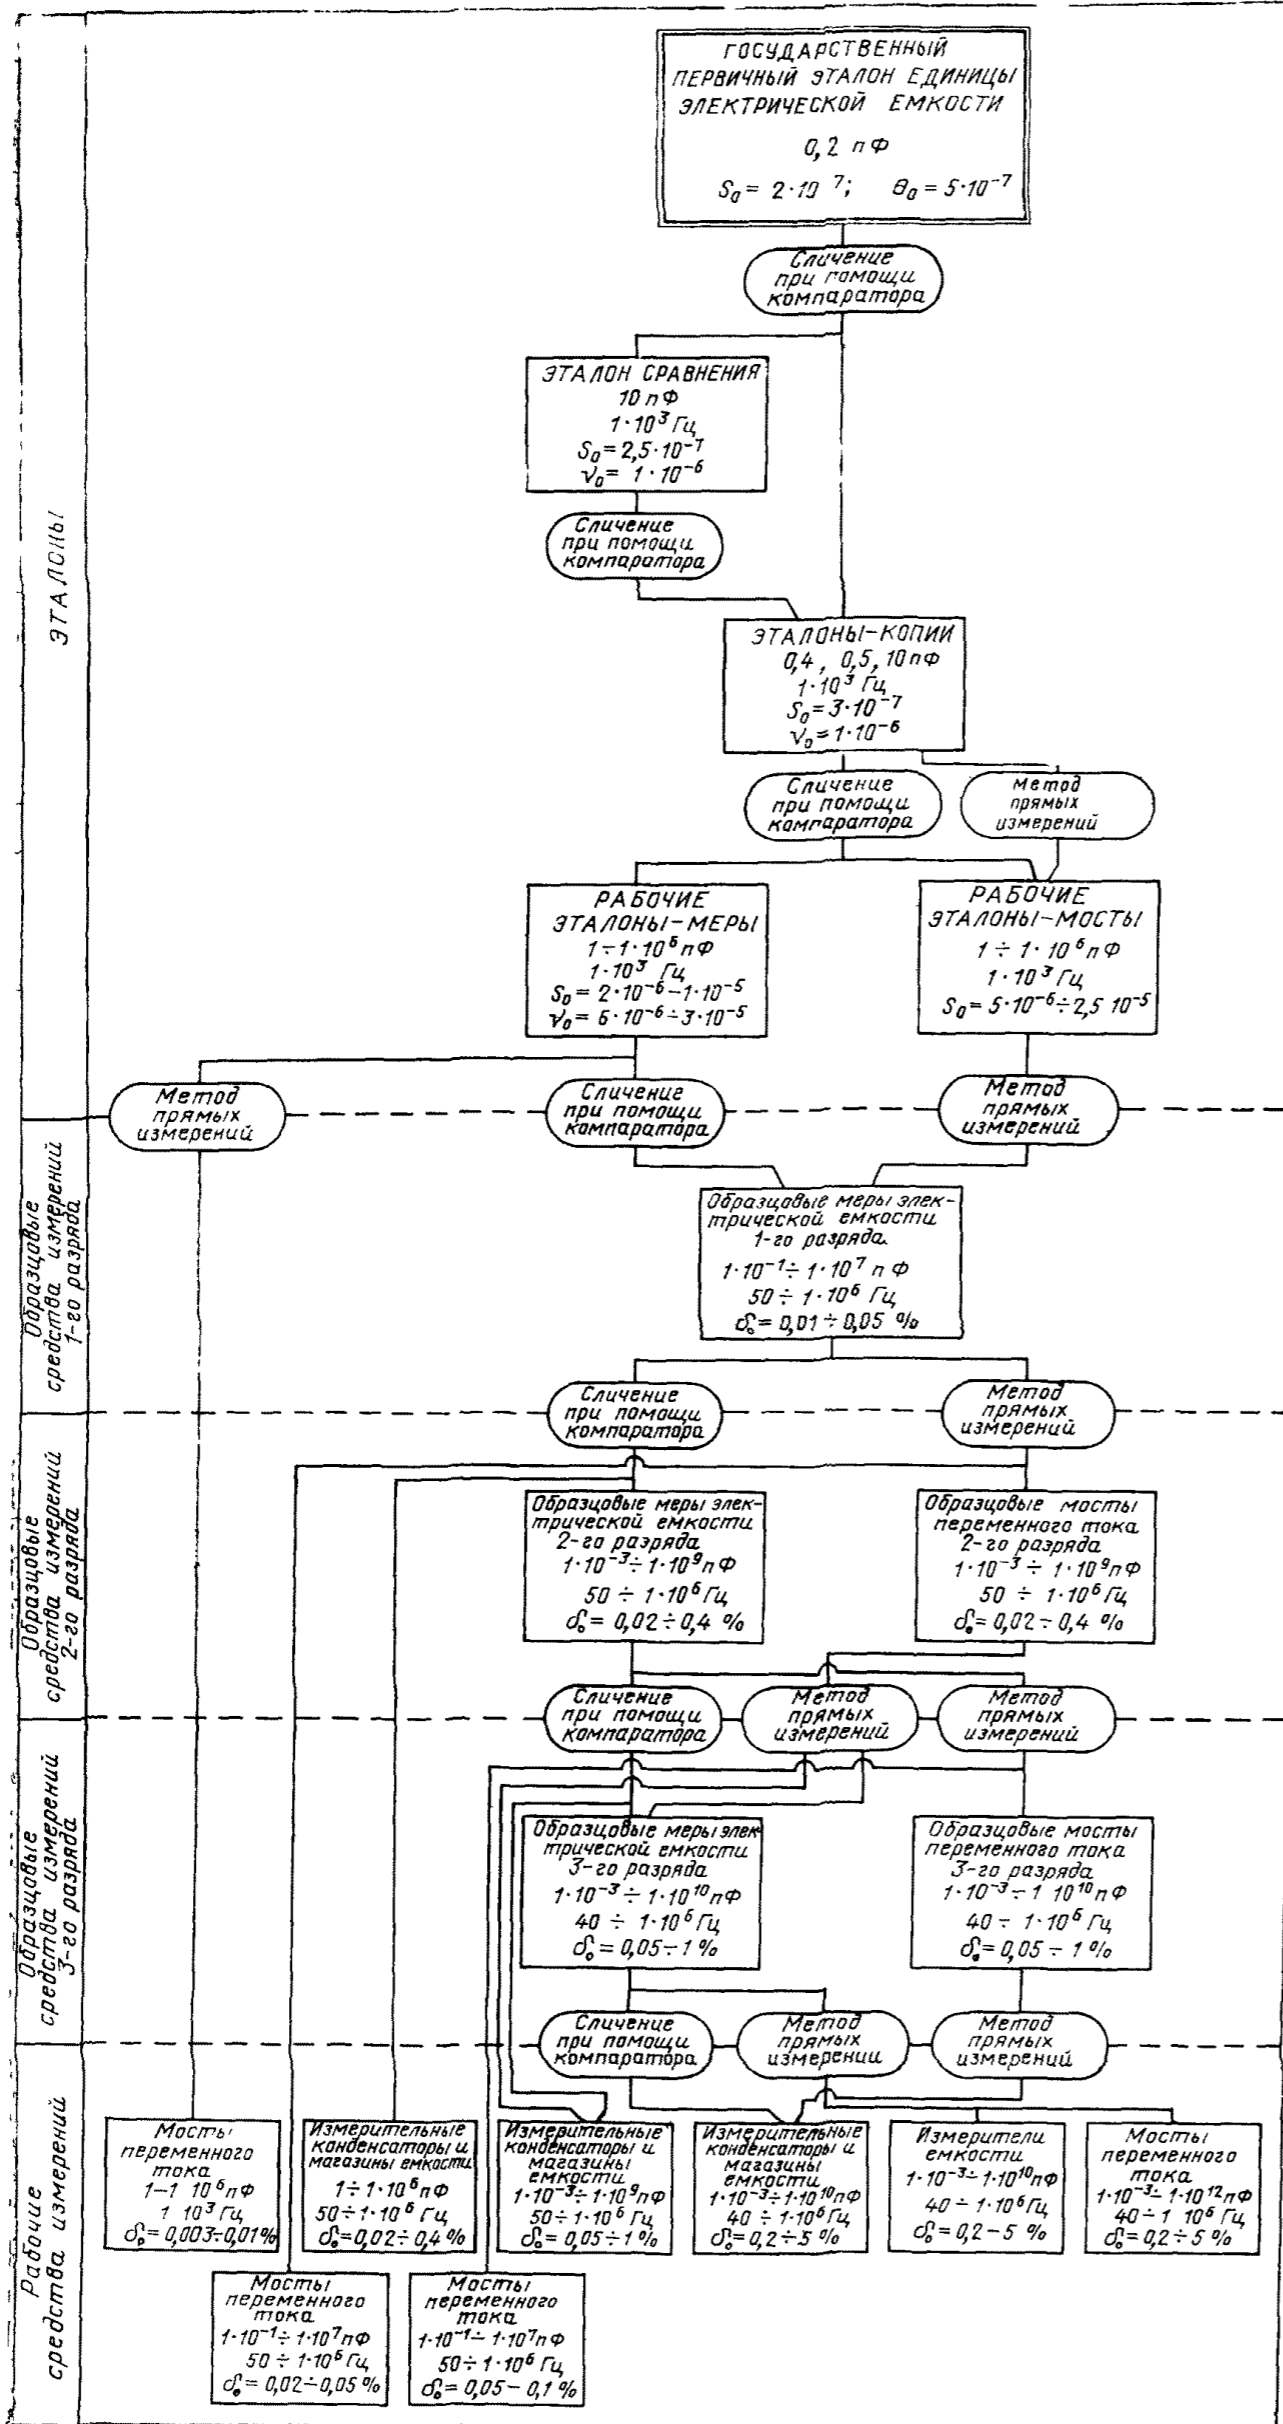 ГОСУДАРСТВЕННЫЙ
ПЕРВИЧНЫЙ ЭТАЛОН ЕДИНИЦЫ
ЭЛЕКТРИЧЕСКОЙ ЕМКОСТИ
0,2 пФ
S₀ = 2·10⁻⁷; θ₀ = 5·10⁻⁷
Сличение
при помощи
компаратора
ЭТАЛОН СРАВНЕНИЯ
10 пФ
1·10³ Гц
S₀ = 2,5·10⁻⁷
ν₀ = 1·10⁻⁶
Сличение
при помощи
компаратора
ЭТАЛОНЫ
ЭТАЛОНЫ-КОПИИ
0,4, 0,5, 10 пФ
1·10³ Гц
S₀ = 3·10⁻⁷
ν₀ = 1·10⁻⁶
Сличение
при помощи
компаратора
Метод
прямых
измерений
РАБОЧИЕ
ЭТАЛОНЫ-МЕРЫ
1÷1·10⁶ пФ
1·10³ Гц
S₀ = 2·10⁻⁶–1·10⁻⁵
ν₀ = 6·10⁻⁶÷3·10⁻⁵
РАБОЧИЕ
ЭТАЛОНЫ-МОСТЫ
1 ÷ 1·10⁶ пФ
1·10³ Гц
S₀ = 5·10⁻⁶÷2,5 10⁻⁵
Метод
прямых
измерений
Сличение
при помощи
компаратора
Метод
прямых
измерений
Образцовые
средства измерений
1-го разряда
Образцовые меры элек-
трической емкости
1-го разряда
1·10⁻¹÷1·10⁷ пФ
50÷1·10⁶ Гц
δ₀ = 0,01÷0,05 %
Сличение
при помощи
компаратора
Метод
прямых
измерений
Образцовые
средства измерений
2-го разряда
Образцовые меры элек-
трической емкости
2-го разряда
1·10⁻³÷1·10⁹ пФ
50÷1·10⁶ Гц
δ₀ = 0,02÷0,4 %
Образцовые мосты
переменного тока
2-го разряда
1·10⁻³÷1·10⁹ пФ
50 ÷ 1·10⁶ Гц
δ₀ = 0,02÷0,4 %
Сличение
при помощи
компаратора
Метод
прямых
измерений
Метод
прямых
измерений
Образцовые
средства измерений
3-го разряда
Образцовые меры элек-
трической емкости
3-го разряда
1·10⁻³÷1·10¹⁰ пФ
40 ÷ 1·10⁶ Гц
δ₀ = 0,05÷1 %
Образцовые мосты
переменного тока
3-го разряда
1·10⁻³÷1 10¹⁰ пФ
40 ÷ 1·10⁶ Гц
δ₀ = 0,05 ÷ 1 %
Сличение
при помощи
компаратора
Метод
прямых
измерении
Метод
прямых
измерений
Рабочие
средства измерений
Мосты
переменного
тока
1–1 10⁶ пФ
1 10³ Гц
δ₀ = 0,003÷0,01 %
Измерительные
конденсаторы и
магазины емкости
1÷1·10⁶ пФ
50÷1·10⁶ Гц
δ₀ = 0,02÷0,4 %
Измерительные
конденсаторы и
магазины
емкости
1·10⁻³÷1·10⁹ пФ
50÷1·10⁶ Гц
δ₀ = 0,05÷1 %
Измерительные
конденсаторы и
магазины
емкости
1·10⁻³÷1·10¹⁰ пФ
40 ÷ 1·10⁶ Гц
δ₀ = 0,2÷5 %
Измерители
емкости
1·10⁻³÷1·10¹⁰ пФ
40 ÷ 1·10⁶ Гц
δ₀ = 0,2–5 %
Мосты
переменного
тока
1·10⁻³÷1·10¹² пФ
40÷1 10⁶ Гц
δ₀ = 0,2÷5 %
Мосты
переменного
тока
1·10⁻¹÷1·10⁷ пФ
50÷1·10⁶ Гц
δ₀ = 0,02÷0,05 %
Мосты
переменного
тока
1·10⁻¹÷1·10⁷ пФ
50÷1·10⁶ Гц
δ₀ = 0,05–0,1 %